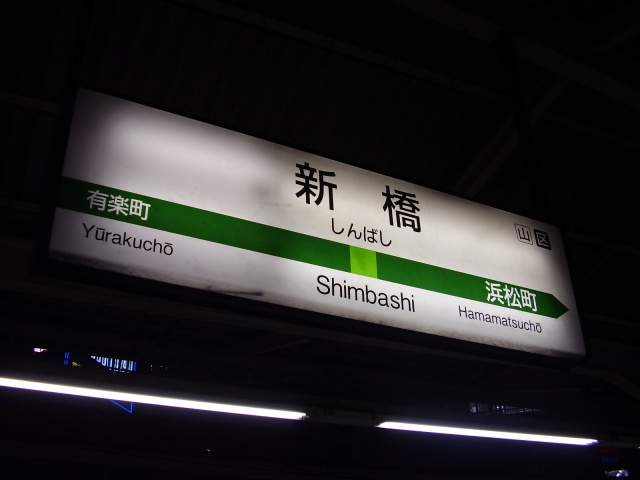 新 橋
しんばし
山 区
有楽町
Yūrakuchō
Shimbashi
浜松町
Hamamatsuchō